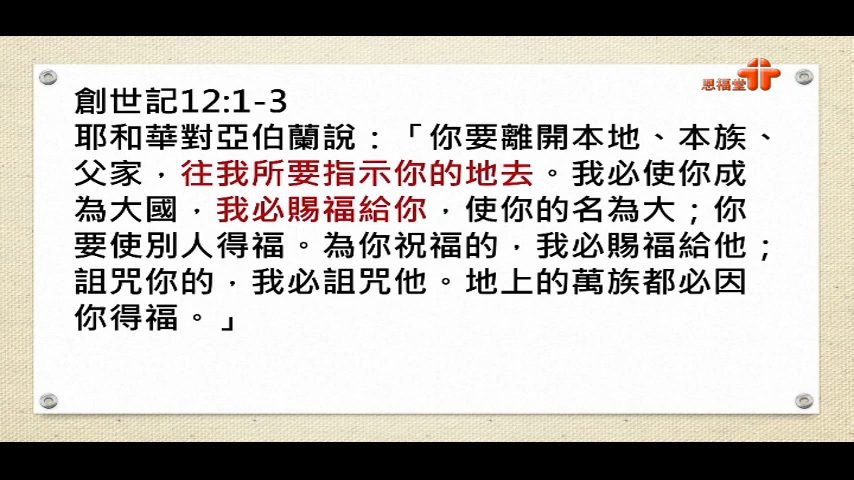 恩福堂
創世記12:1-3
耶和華對亞伯蘭說：「你要離開本地、本族、
父家，往我所要指示你的地去。我必使你成
為大國，我必賜福給你，使你的名為大；你
要使別人得福。為你祝福的，我必賜福給他；
詛咒你的，我必詛咒他。地上的萬族都必因
你得福。」